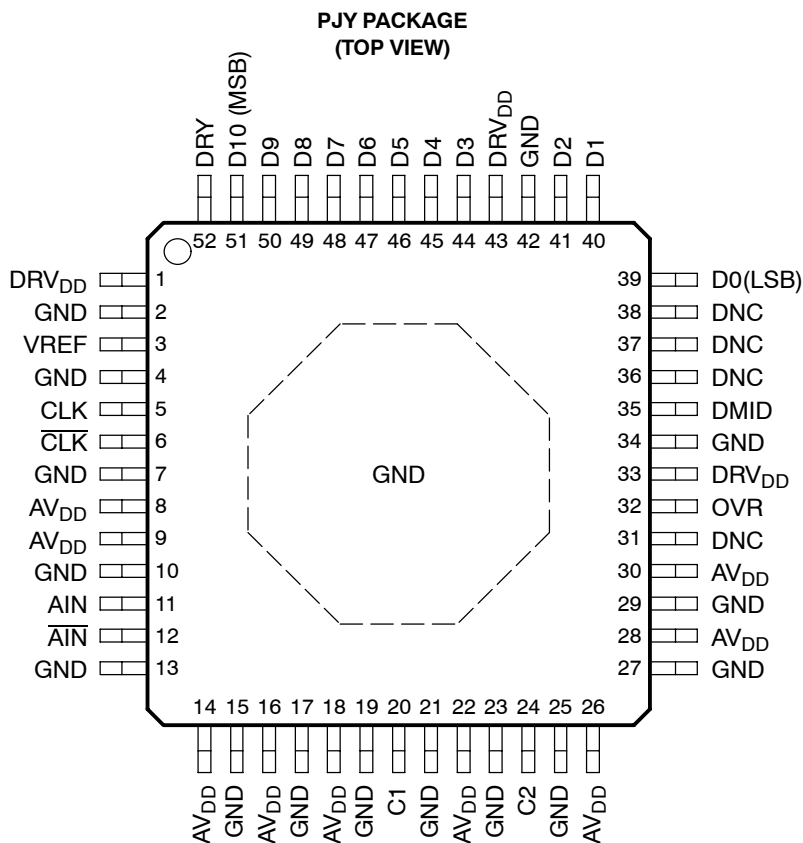 PJY PACKAGE
(TOP VIEW)
DRY
D10 (MSB)
D9
D8
D7
D6
D5
D4
D3
DRVDD
GND
D2
D1
52 51 50 49 48 47 46 45 44 43 42 41 40
DRVDD 1
GND 2
VREF 3
GND 4
CLK 5
CLK 6
GND 7
AVDD 8
AVDD 9
GND 10
AIN 11
AIN 12
GND 13
GND
39 D0(LSB)
38 DNC
37 DNC
36 DNC
35 DMID
34 GND
33 DRVDD
32 OVR
31 DNC
30 AVDD
29 GND
28 AVDD
27 GND
14 15 16 17 18 19 20 21 22 23 24 25 26
AVDD
GND
AVDD
GND
AVDD
GND
C1
GND
AVDD
GND
C2
GND
AVDD